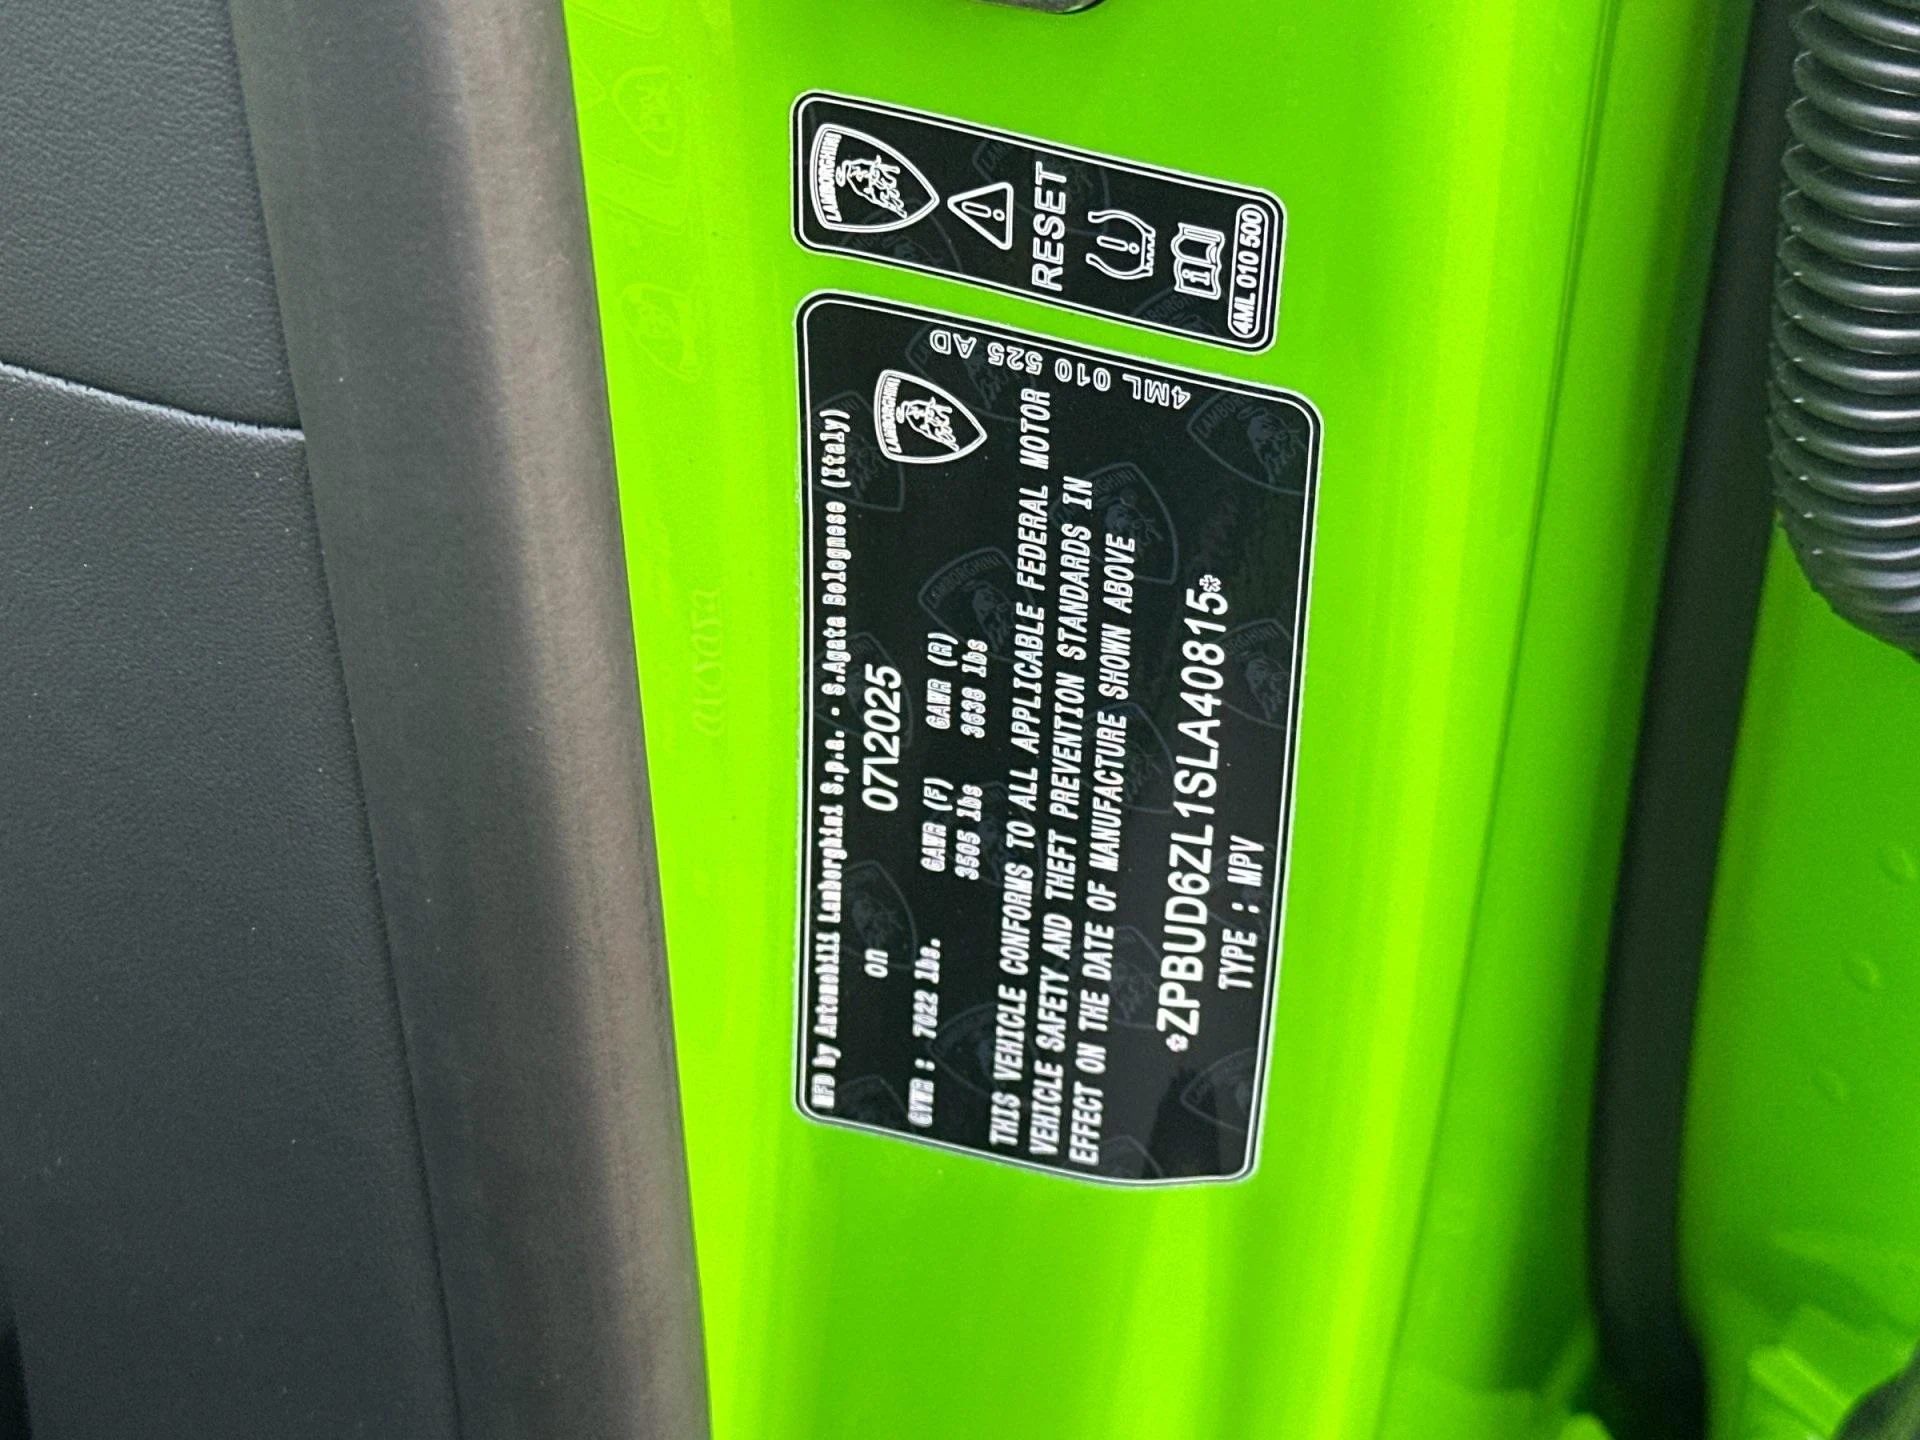 LAMBORGHINI
RESET
4ML 010 500
4ML 010 525 AD
LAMBORGHINI
MFD by Automobili Lamborghini S.p.a. - S.Agata Bolognese (Italy)
on 07\2025
GVWR : 7022 lbs. GAWR (F) GAWR (R)
3505 lbs 3638 lbs
THIS VEHICLE CONFORMS TO ALL APPLICABLE FEDERAL MOTOR
VEHICLE SAFETY AND THEFT PREVENTION STANDARDS IN
EFFECT ON THE DATE OF MANUFACTURE SHOWN ABOVE
*ZPBUD6ZL1SLA40815*
TYPE : MPV